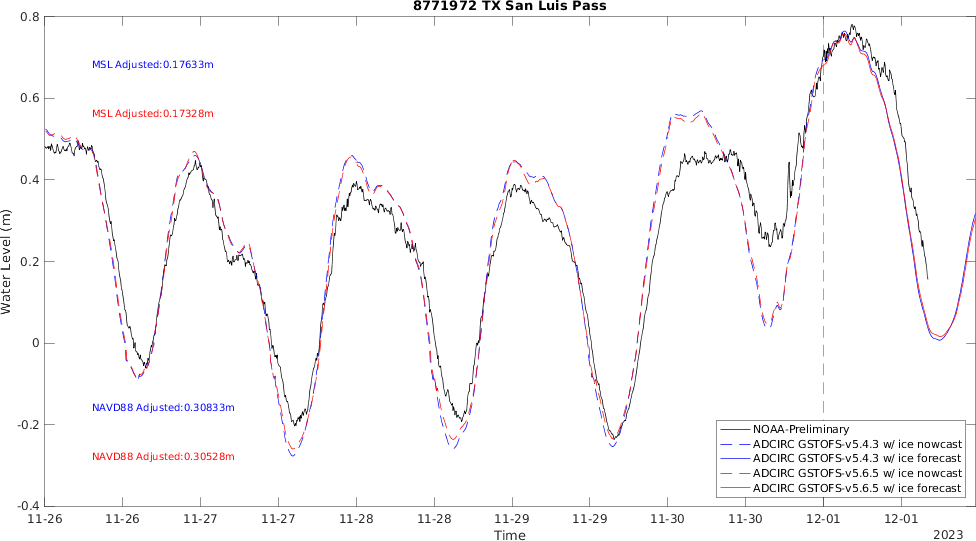 8771972 TX San Luis Pass
0.8
MSL Adjusted:0.17633m
0.6
MSL Adjusted:0.17328m
0.4
Water Level (m)
0.2
0
NAVD88 Adjusted:0.30833m
-0.2
NAVD88 Adjusted:0.30528m
NOAA-Preliminary
ADCIRC GSTOFS-v5.4.3 w/ ice nowcast
ADCIRC GSTOFS-v5.4.3 w/ ice forecast
ADCIRC GSTOFS-v5.6.5 w/ ice nowcast
ADCIRC GSTOFS-v5.6.5 w/ ice forecast
-0.4
11-26 11-26 11-27 11-27 11-28 11-28 11-29 11-29 11-30 11-30 12-01 12-01
Time
2023